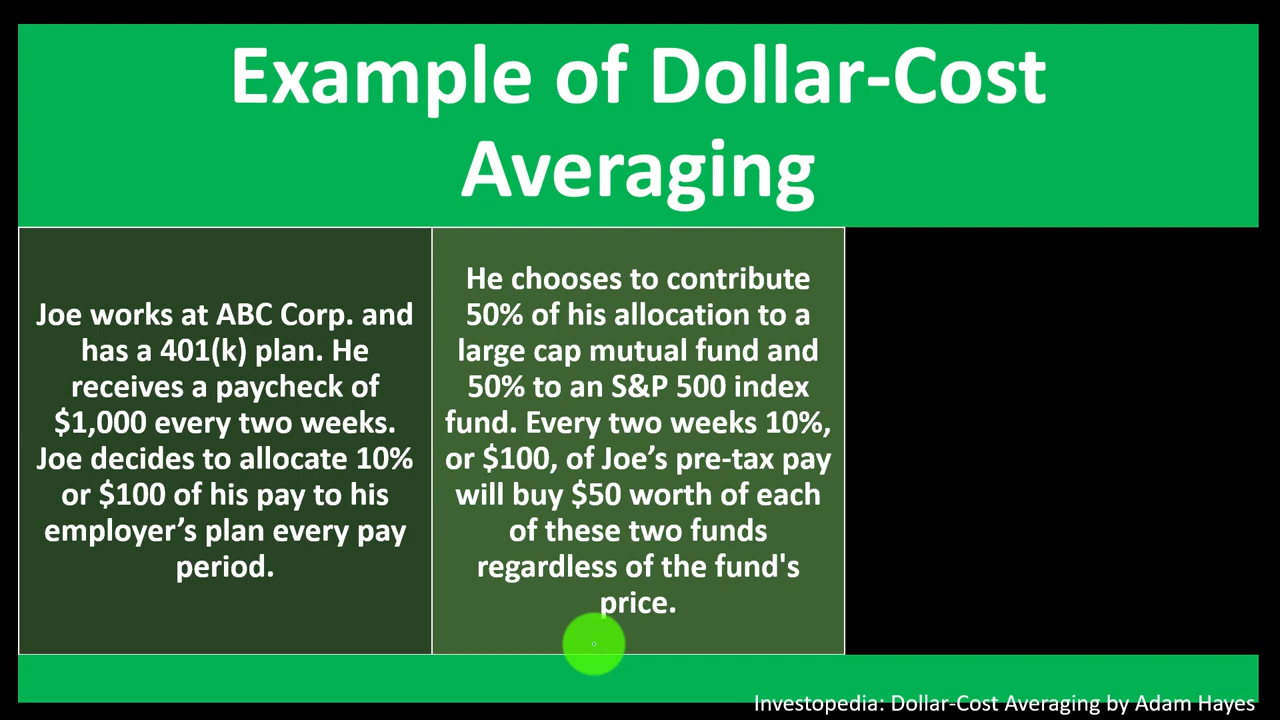 Example of Dollar-Cost
Averaging
Joe works at ABC Corp. and
has a 401(k) plan. He
receives a paycheck of
$1,000 every two weeks.
Joe decides to allocate 10%
or $100 of his pay to his
employer’s plan every pay
period.
He chooses to contribute
50% of his allocation to a
large cap mutual fund and
50% to an S&P 500 index
fund. Every two weeks 10%,
or $100, of Joe’s pre-tax pay
will buy $50 worth of each
of these two funds
regardless of the fund's
price.
Investopedia: Dollar-Cost Averaging by Adam Hayes